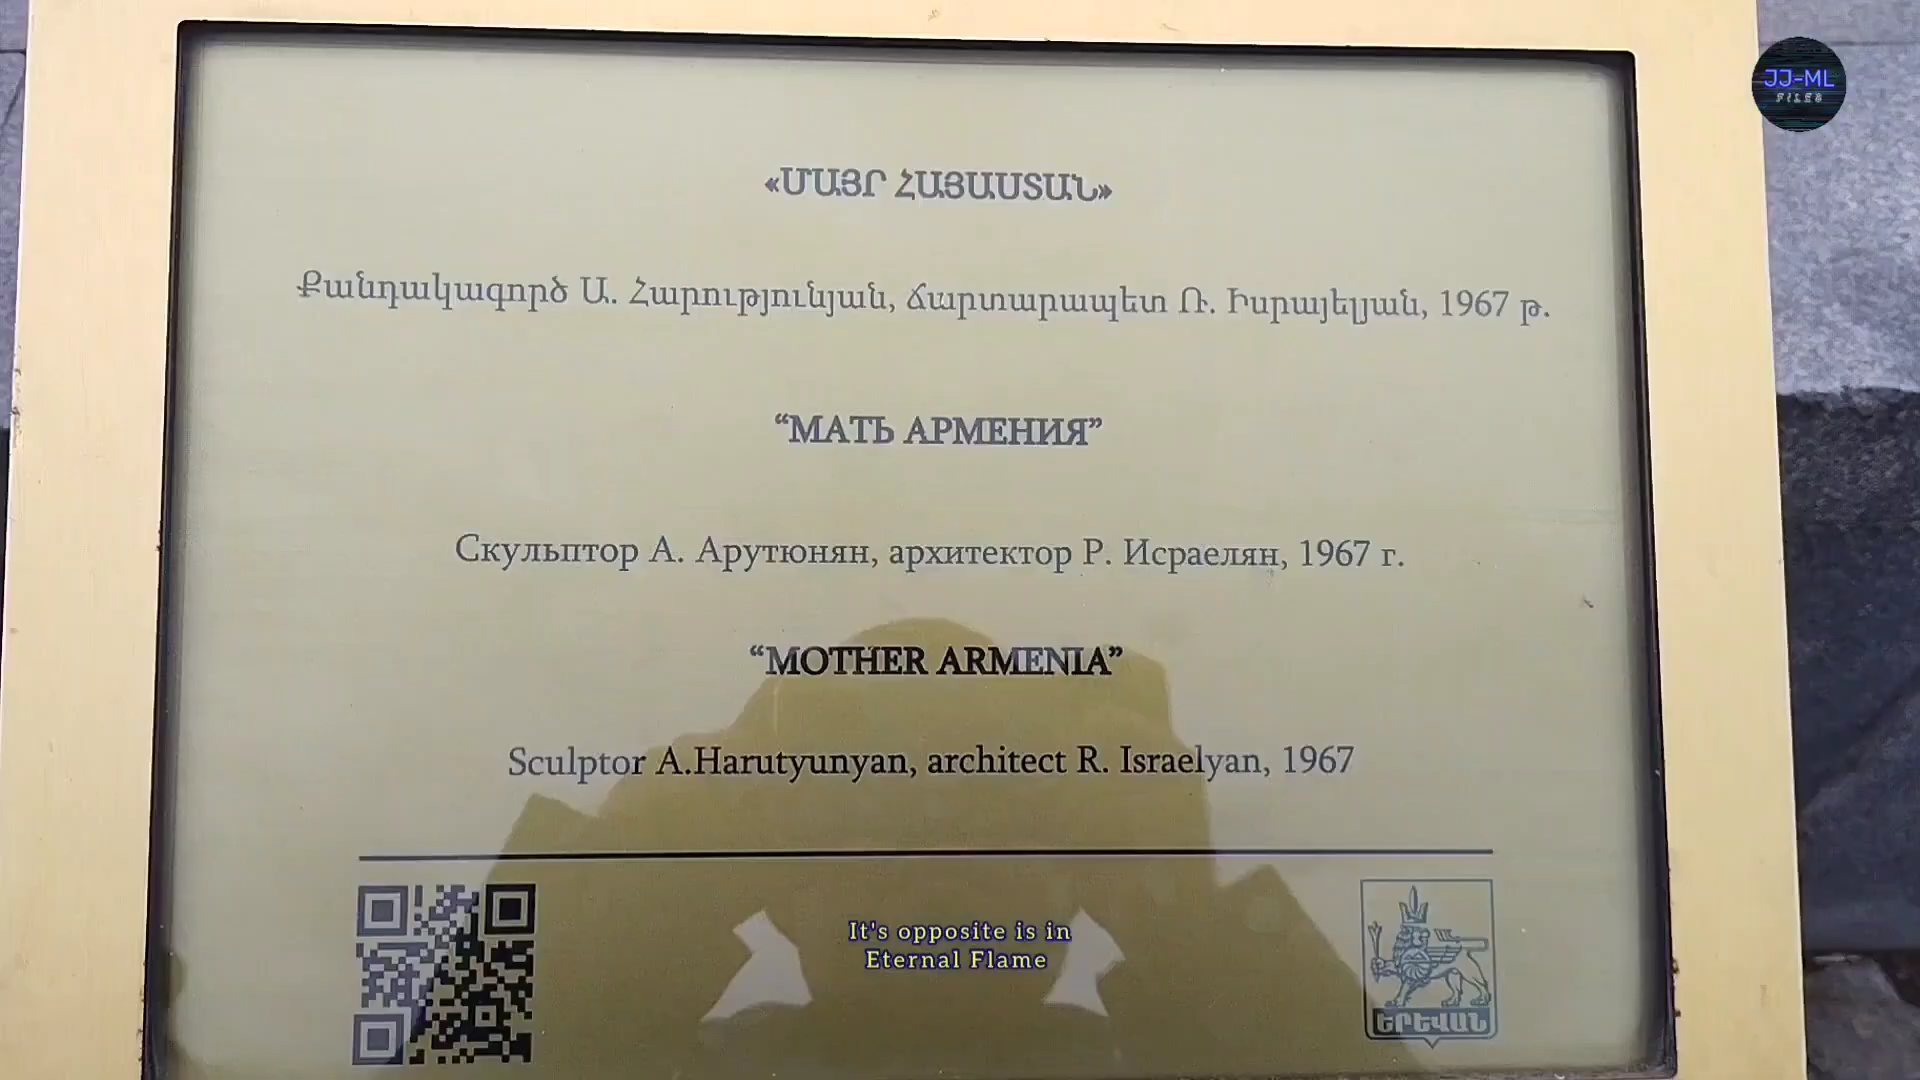 JJ-ML
FILES
«ՄԱՅՐ ՀԱՅԱՍՏԱՆ»
Քանդակագործ Ա. Հարությունյան, ճարտարապետ Ռ. Իսրայելյան, 1967 թ.
“МАТЬ АРМЕНИЯ”
Скульптор А. Арутюнян, архитектор Р. Исраелян, 1967 г.
“MOTHER ARMENIA”
Sculptor A.Harutyunyan, architect R. Israelyan, 1967
It's opposite is in
Eternal Flame
ԵՐԵՎԱՆ